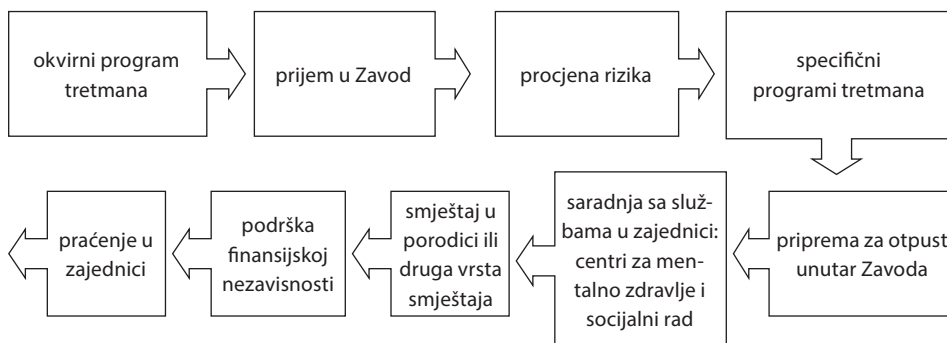 okvirni program
tretmana
prijem u Zavod
procjena rizika
specifični
programi tretmana
priprema za otpust
unutar Zavoda
saradnja sa služ-
bama u zajednici:
centri za men-
talno zdravlje i
socijalni rad
smještaj u
porodici ili
druga vrsta
smještaja
podrška
finansijskoj
nezavisnosti
praćenje u
zajednici